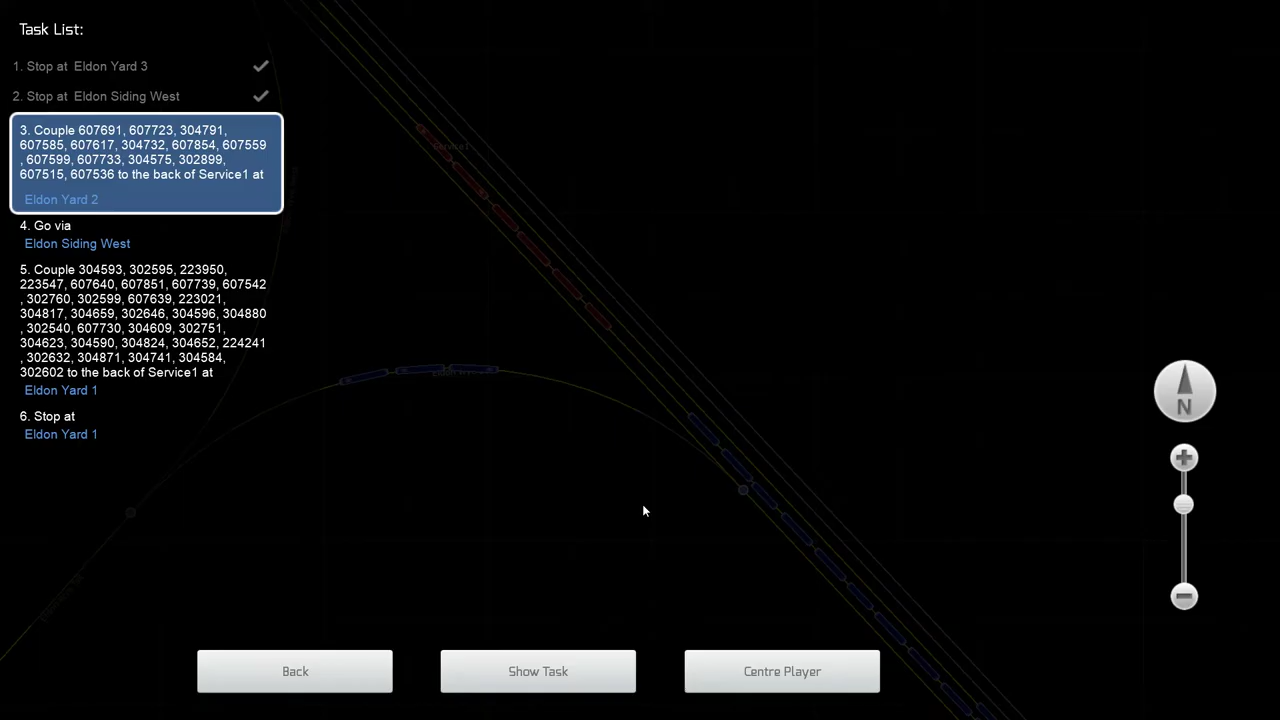 Task List:
1. Stop at Eldon Yard 3
2. Stop at Eldon Siding West
3. Couple 607691, 607723, 304791,
607585, 607617, 304732, 607854, 607559
, 607599, 607733, 304575, 302899,
607515, 607536 to the back of Service1 at
Eldon Yard 2
4. Go via
Eldon Siding West
5. Couple 304593, 302595, 223950,
223547, 607640, 607851, 607739, 607542
, 302760, 302599, 607639, 223021,
304817, 304659, 302646, 304596, 304880
, 302540, 607730, 304609, 302751,
304623, 304590, 304824, 304652, 224241
, 302632, 304871, 304741, 304584,
302602 to the back of Service1 at
Eldon Yard 1
6. Stop at
Eldon Yard 1
Service1
N
Back
Show Task
Centre Player